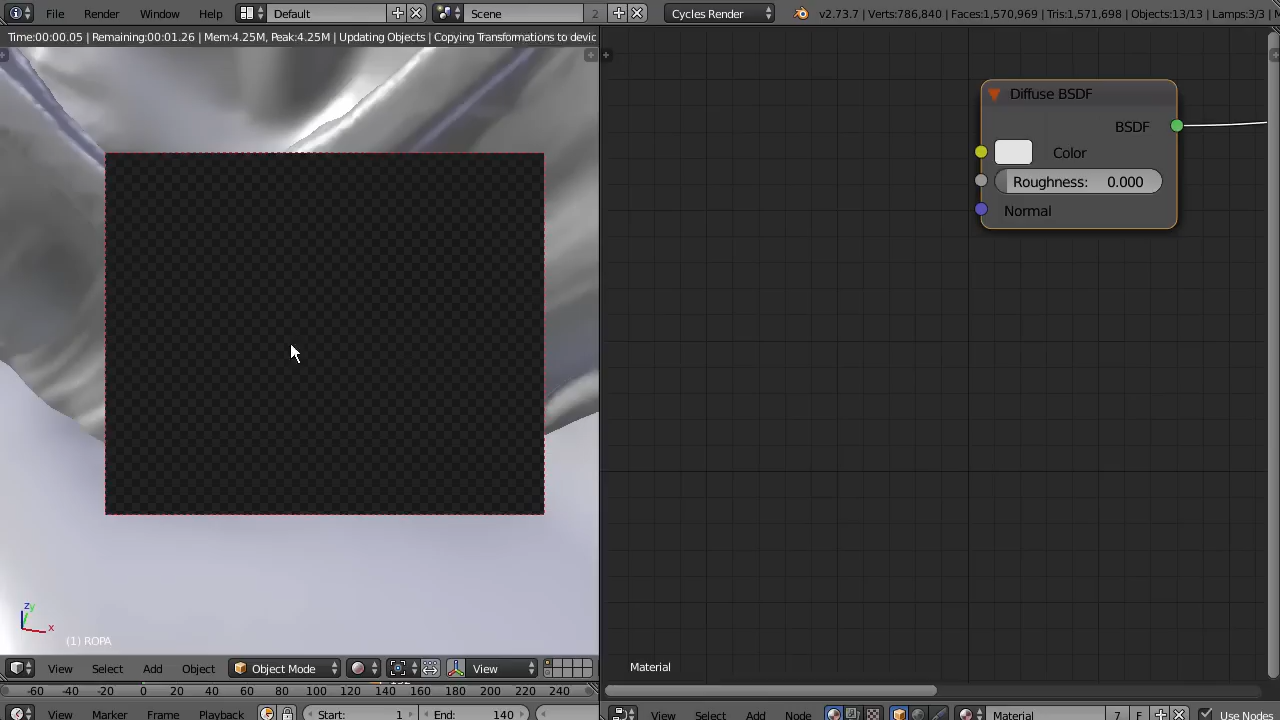 File Render Window Help Default Scene 2 Cycles Render v2.73.7 | Verts:786,840 | Faces:1,570,969 | Tris:1,571,698 | Objects:13/13 | Lamps:3/3 |
Time:00:00.05 | Remaining:00:01.26 | Mem:4.25M, Peak:4.25M | Updating Objects | Copying Transformations to devic
Diffuse BSDF
BSDF
Color
Roughness: 0.000
Normal
zy
x
(1) ROPA
Material
View Select Add Object Object Mode View
-60 -40 -20 0 20 40 60 80 100 120 140 160 180 200 220 240
View Marker Frame Playback Start: 1 End: 140
View Select Add Node Material 7 F Use Nodes